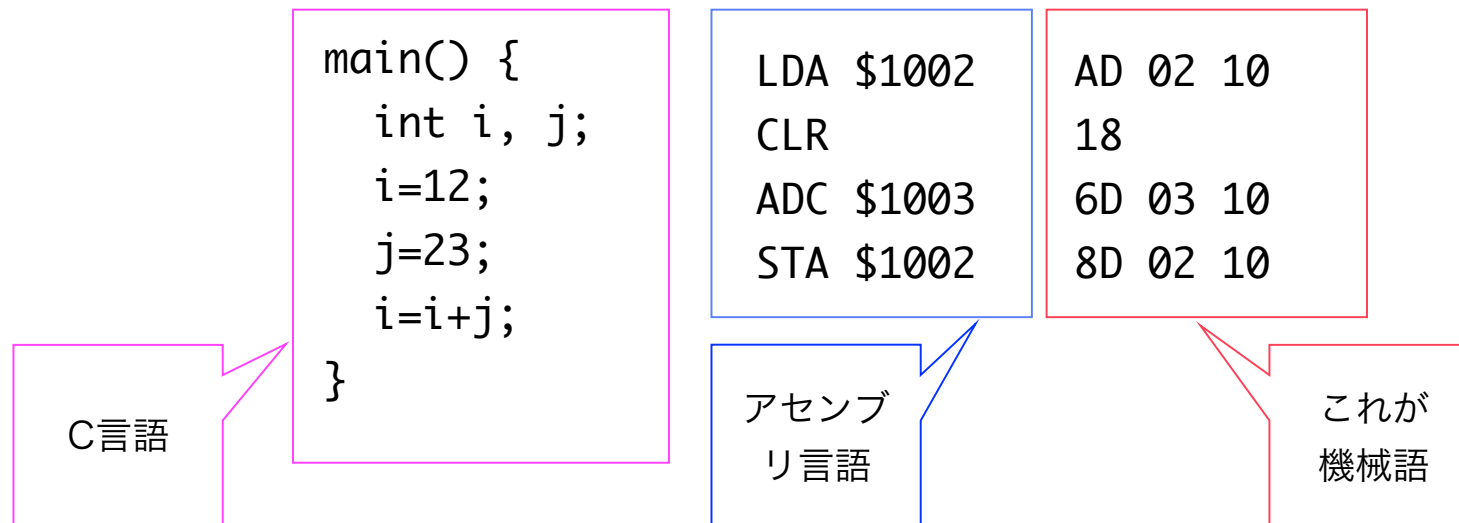 main() {
int i, j;
i=12;
j=23;
i=i+j;
}
C言語
LDA $1002
CLR
ADC $1003
STA $1002
アセンブ
リ言語
AD 02 10
18
6D 03 10
8D 02 10
これが
機械語